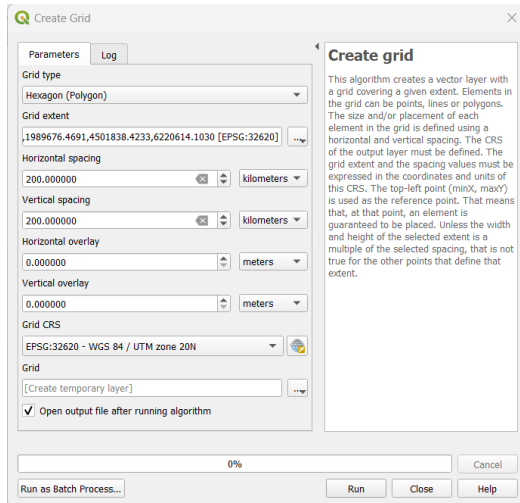 Create Grid
Parameters
Log
Grid type
Hexagon (Polygon)
Grid extent
,1989676.4691,4501838.4233,6220614.1030 [EPSG:32620]
...
Horizontal spacing
200.000000
kilometers
Vertical spacing
200.000000
kilometers
Horizontal overlay
0.000000
meters
Vertical overlay
0.000000
meters
Grid CRS
EPSG:32620 - WGS 84 / UTM zone 20N
Grid
[Create temporary layer]
...
Open output file after running algorithm
Create grid
This algorithm creates a vector layer with
a grid covering a given extent. Elements in
the grid can be points, lines or polygons.
The size and/or placement of each
element in the grid is defined using a
horizontal and vertical spacing. The CRS
of the output layer must be defined. The
grid extent and the spacing values must be
expressed in the coordinates and units of
this CRS. The top-left point (minX, maxY)
is used as the reference point. That means
that, at that point, an element is
guaranteed to be placed. Unless the width
and height of the selected extent is a
multiple of the selected spacing, that is not
true for the other points that define that
extent.
0%
Cancel
Run as Batch Process...
Run
Close
Help